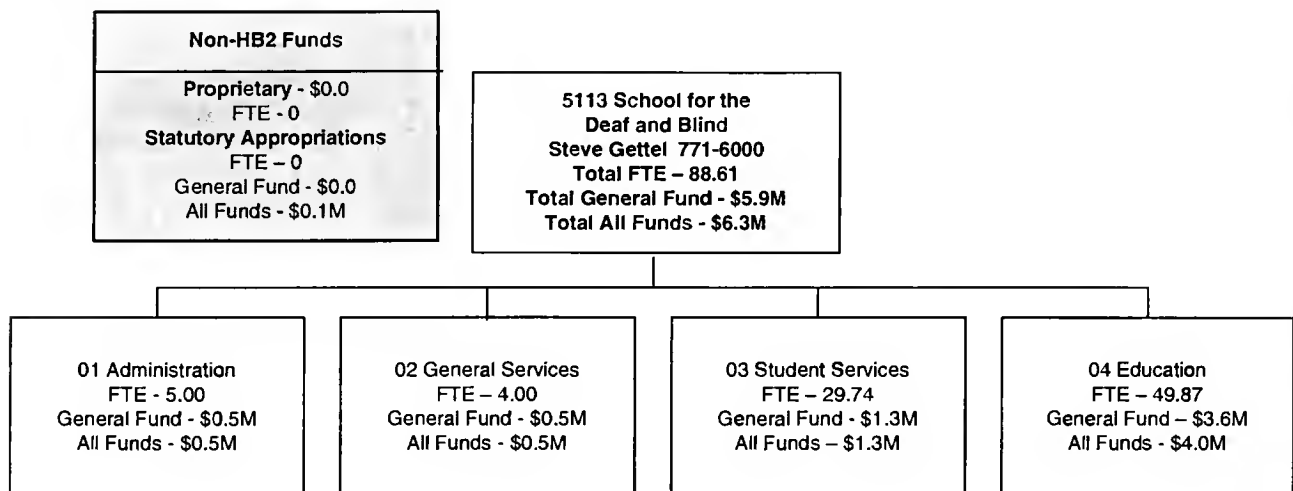 Non-HB2 Funds
Proprietary - $0.0
FTE - 0
Statutory Appropriations
FTE – 0
General Fund - $0.0
All Funds - $0.1M
5113 School for the
Deaf and Blind
Steve Gettel 771-6000
Total FTE – 88.61
Total General Fund - $5.9M
Total All Funds - $6.3M
01 Administration
FTE - 5.00
General Fund - $0.5M
All Funds - $0.5M
02 General Services
FTE – 4.00
General Fund - $0.5M
All Funds - $0.5M
03 Student Services
FTE – 29.74
General Fund - $1.3M
All Funds – $1.3M
04 Education
FTE – 49.87
General Fund – $3.6M
All Funds - $4.0M